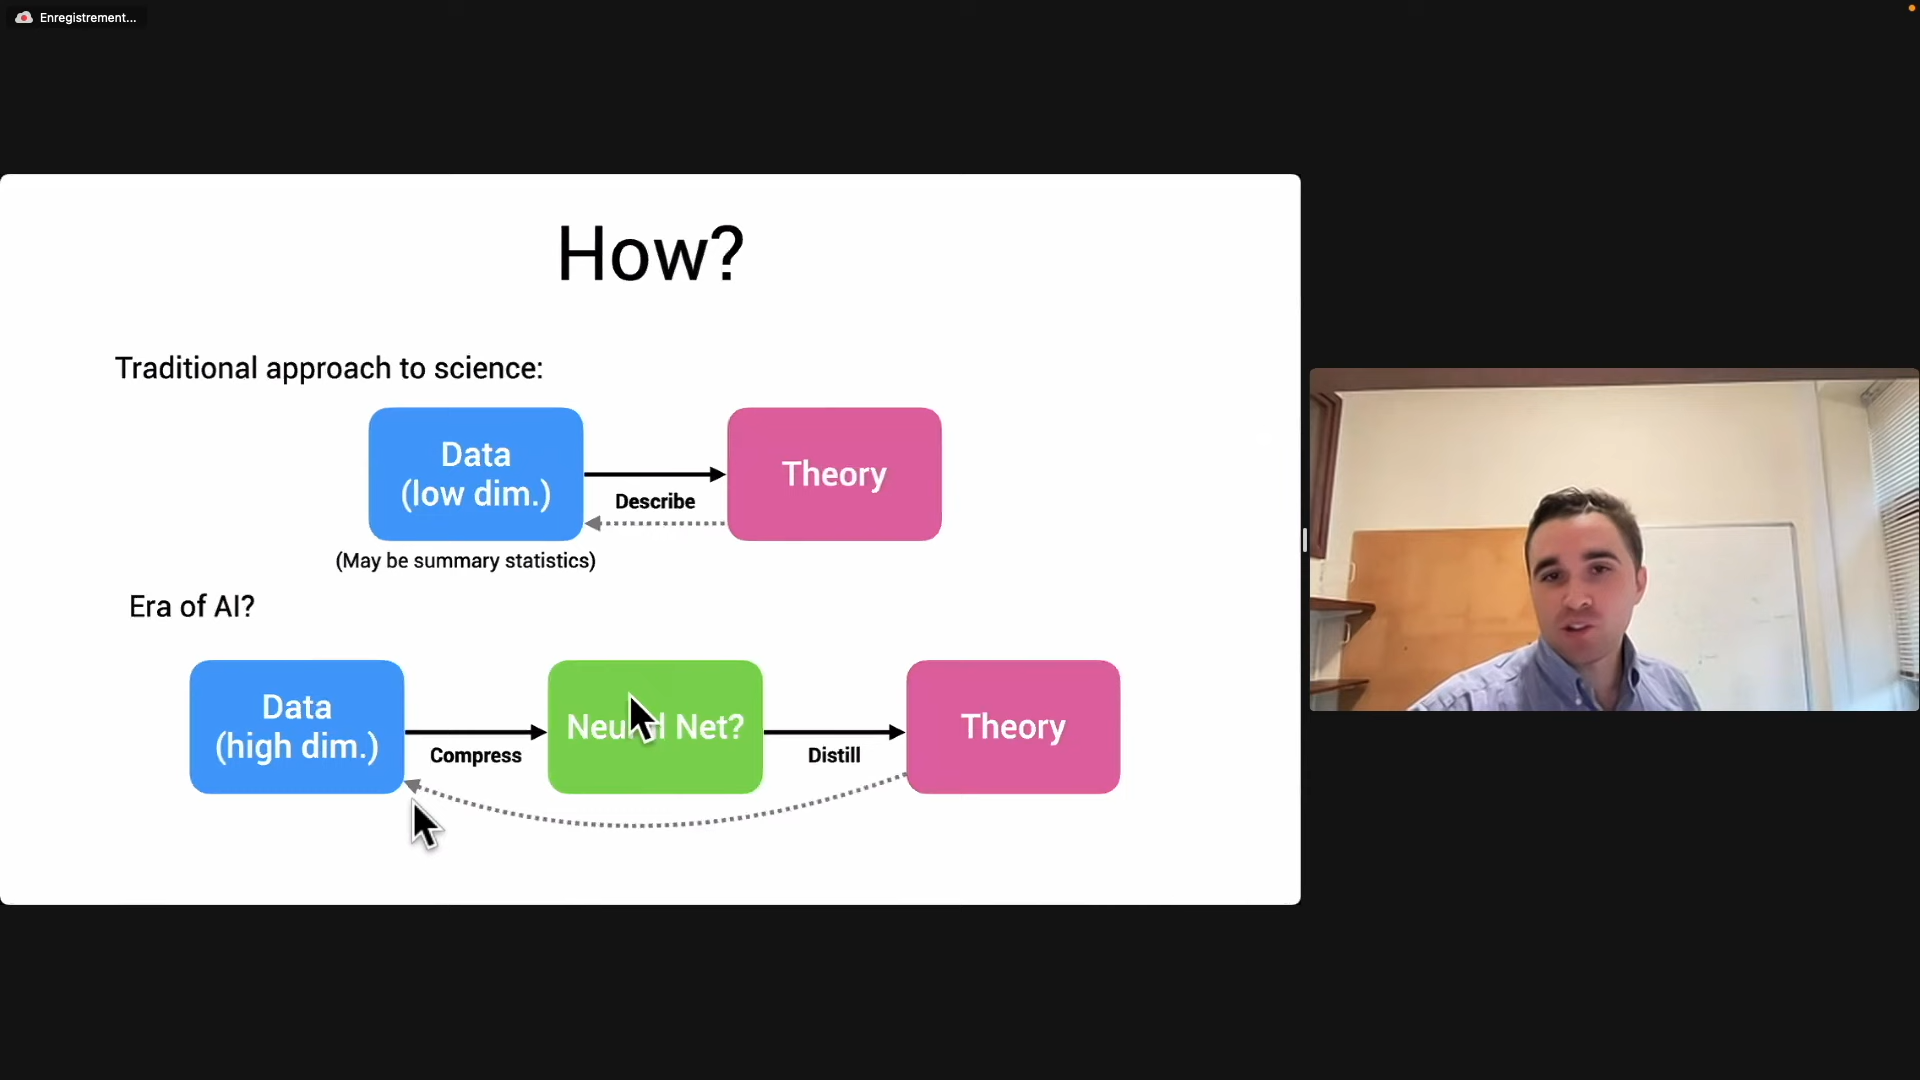 Enregistrement...
How?
Traditional approach to science:
Data
(low dim.)
Describe
Theory
(May be summary statistics)
Era of AI?
Data
(high dim.)
Compress
Neural Net?
Distill
Theory